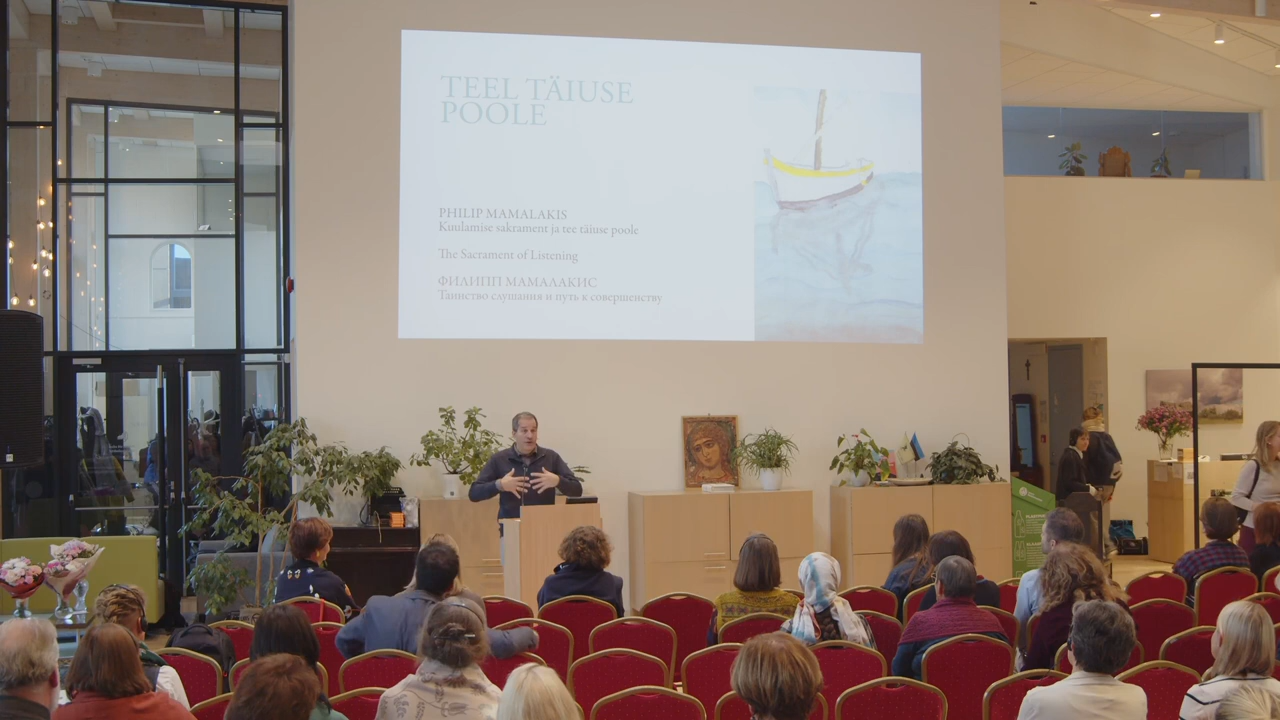 TEEL TÄIUSE
POOLE
PHILIP MAMALAKIS
Kuulamise sakrament ja tee täiuse poole
The Sacrament of Listening
ФИЛИПП МАМАЛАКИС
Таинство слушания и путь к совершенству